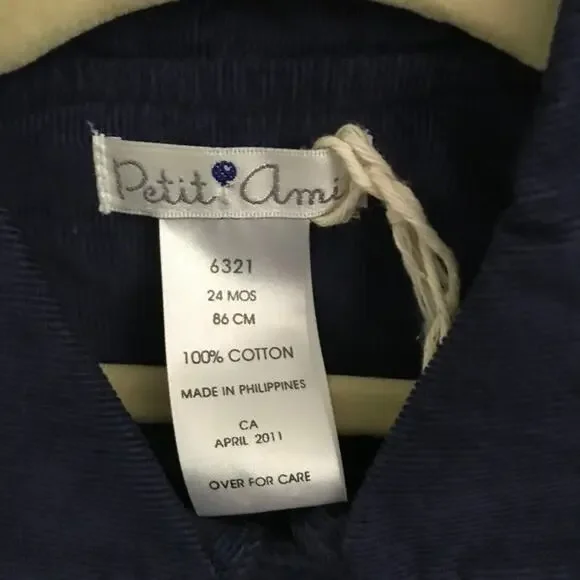 Petit Ami
6321
24 MOS
86 CM
100% COTTON
MADE IN PHILIPPINES
CA
APRIL 2011
OVER FOR CARE